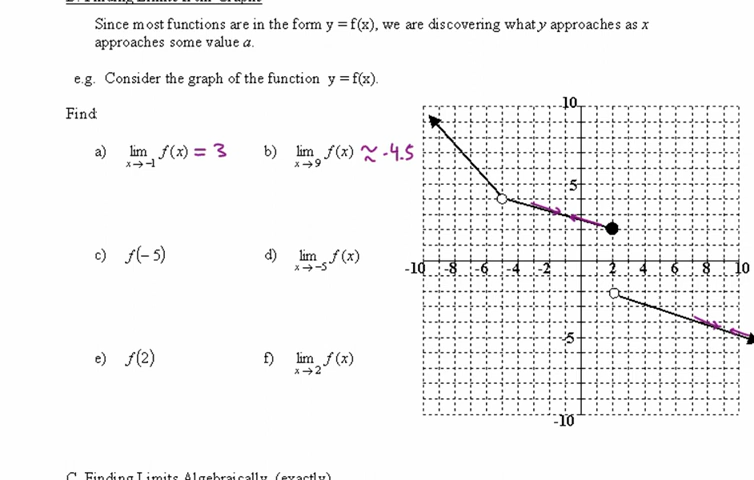 Since most functions are in the form y = f(x), we are discovering what y approaches as x
approaches some value a.
e.g. Consider the graph of the function y = f(x).
Find
a) lim f(x) = 3
x→-1
b) lim f(x) ≈ -4.5
x→9
c) f(-5)
d) lim f(x)
x→-5
e) f(2)
f) lim f(x)
x→2
10
5
-10 -8 -6 -4 -2 2 4 6 8 10
-5
-10
C. Finding Limits Algebraically (exactly)